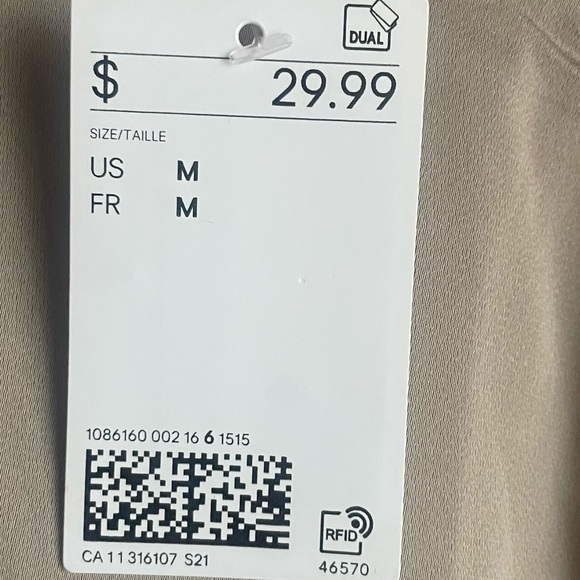 DUAL
$ 29.99
SIZE/TAILLE
US M
FR M
1086160 002 16 6 1515
RFID
CA 11 316107 S21
46570